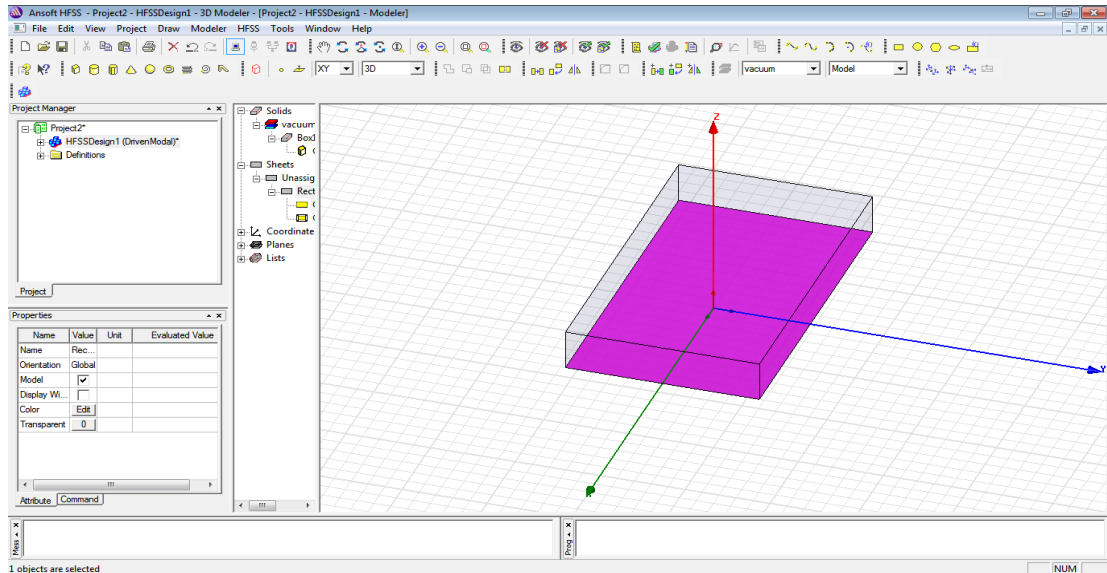 Ansoft HFSS - Project2 - HFSSDesign1 - 3D Modeler - [Project2 - HFSSDesign1 - Modeler]
File Edit View Project Draw Modeler HFSS Tools Window Help
XY 3D vacuum Model
Project Manager
Project2*
HFSSDesign1 (DrivenModal)*
Definitions
Project
Properties
Name Value Unit Evaluated Value
Name Rec...
Orientation Global
Model
Display Wi...
Color Edit
Transparent 0
Attribute Command
Solids
vacuum
Box1
Sheets
Unassig
Rect
Coordinate
Planes
Lists
Z
Y
Mess
Prog
1 objects are selected
NUM